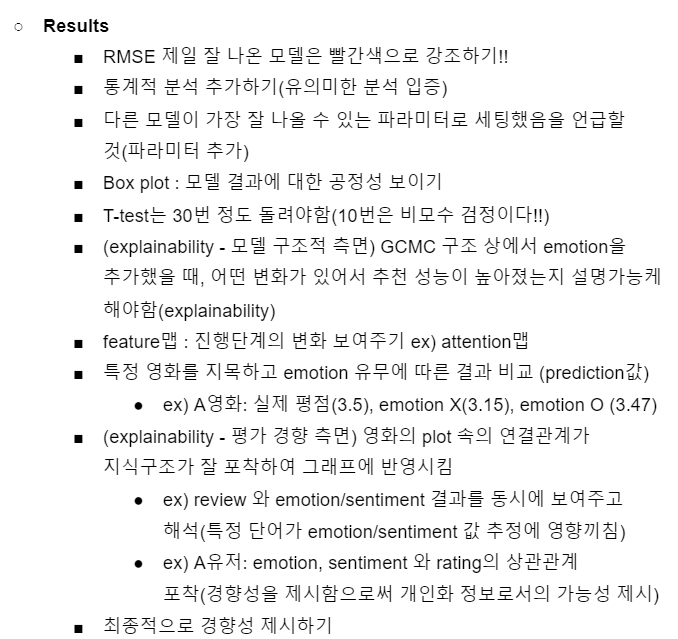 ○ Results
■ RMSE 제일 잘 나온 모델은 빨간색으로 강조하기!!
■ 통계적 분석 추가하기(유의미한 분석 입증)
■ 다른 모델이 가장 잘 나올 수 있는 파라미터로 세팅했음을 언급할
것(파라미터 추가)
■ Box plot : 모델 결과에 대한 공정성 보이기
■ T-test는 30번 정도 돌려야함(10번은 비모수 검정이다!!)
■ (explainability - 모델 구조적 측면) GCMC 구조 상에서 emotion을
추가했을 때, 어떤 변화가 있어서 추천 성능이 높아졌는지 설명가능케
해야함(explainability)
■ feature맵 : 진행단계의 변화 보여주기 ex) attention맵
■ 특정 영화를 지목하고 emotion 유무에 따른 결과 비교 (prediction값)
● ex) A영화: 실제 평점(3.5), emotion X(3.15), emotion O (3.47)
■ (explainability - 평가 경향 측면) 영화의 plot 속의 연결관계가
지식구조가 잘 포착하여 그래프에 반영시킴
● ex) review 와 emotion/sentiment 결과를 동시에 보여주고
해석(특정 단어가 emotion/sentiment 값 추정에 영향끼침)
● ex) A유저: emotion, sentiment 와 rating의 상관관계
포착(경향성을 제시함으로써 개인화 정보로서의 가능성 제시)
■ 최종적으로 경향성 제시하기